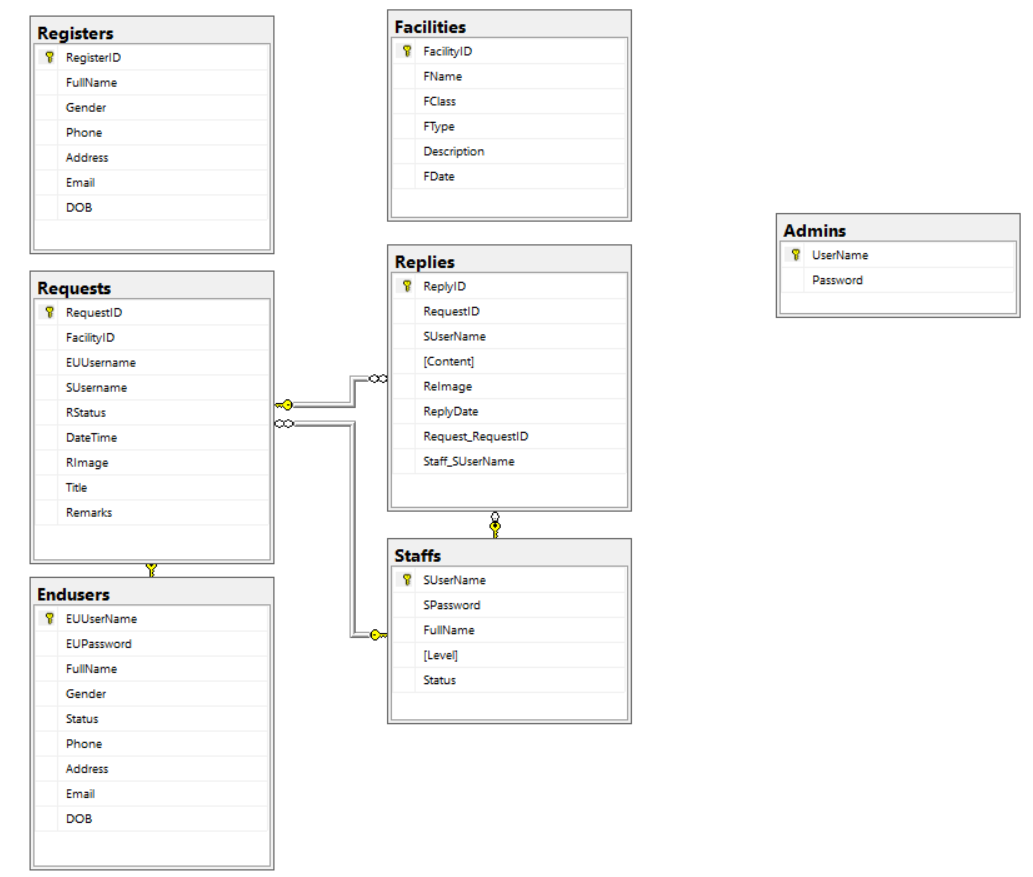 Registers
RegisterID
FullName
Gender
Phone
Address
Email
DOB
Facilities
FacilityID
FName
FClass
FType
Description
FDate
Admins
UserName
Password
Requests
RequestID
FacilityID
EUUsername
SUsername
RStatus
DateTime
RImage
Title
Remarks
Replies
ReplyID
RequestID
SUserName
[Content]
ReImage
ReplyDate
Request_RequestID
Staff_SUserName
Endusers
EUUserName
EUPassword
FullName
Gender
Status
Phone
Address
Email
DOB
Staffs
SUserName
SPassword
FullName
[Level]
Status